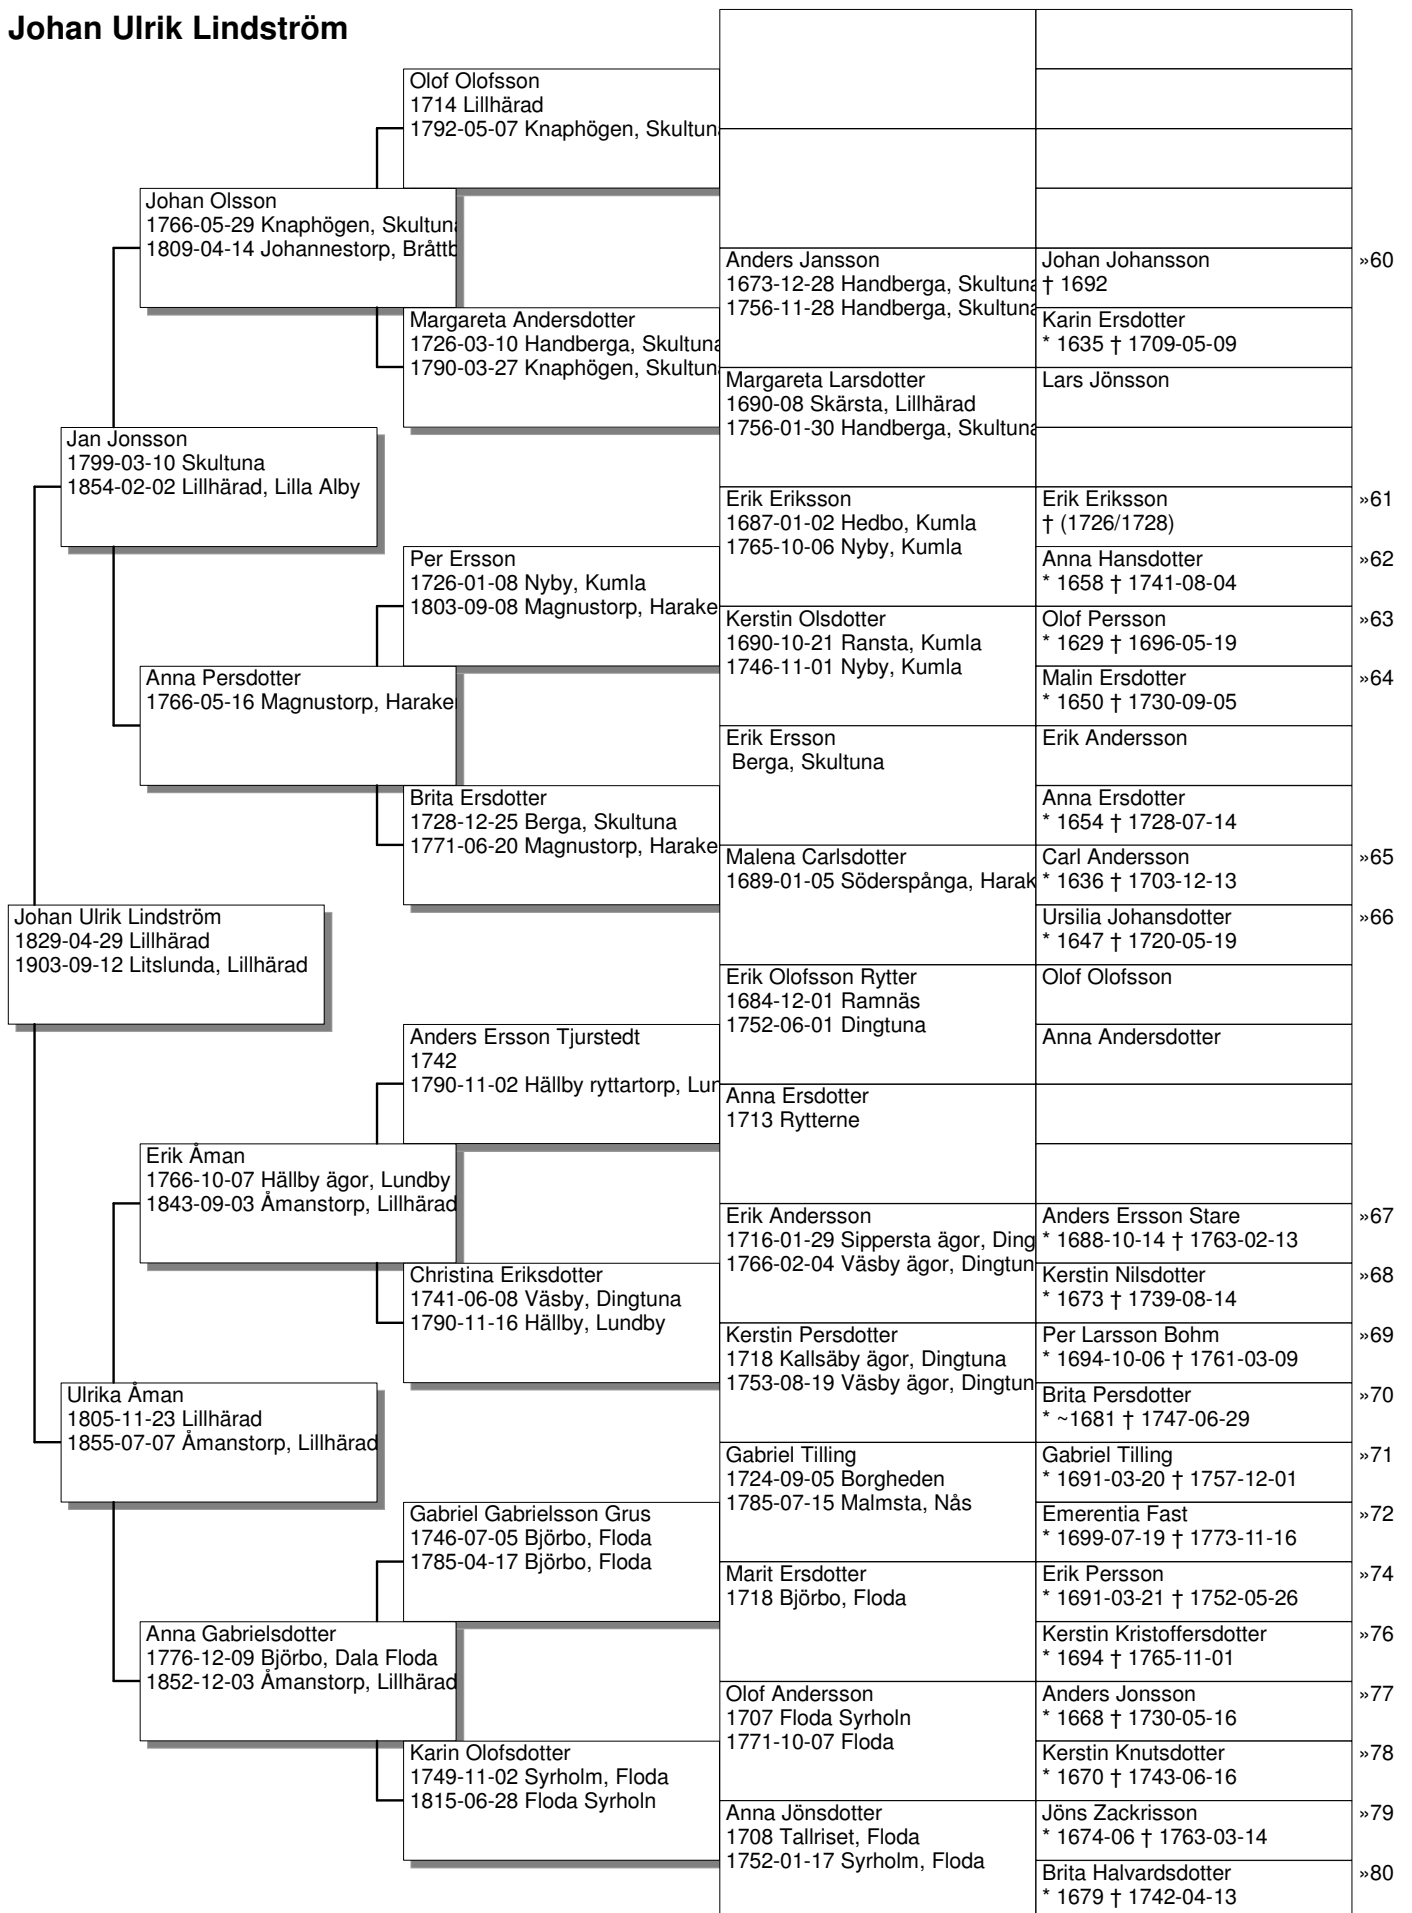 Johan Ulrik Lindström
Olof Olofsson
1714 Lillhärad
1792-05-07 Knaphögen, Skultuna
Johan Olsson
1766-05-29 Knaphögen, Skultuna
1809-04-14 Johannestorp, Bråttb
Margareta Andersdotter
1726-03-10 Handberga, Skultuna
1790-03-27 Knaphögen, Skultuna
Jan Jonsson
1799-03-10 Skultuna
1854-02-02 Lillhärad, Lilla Alby
Per Ersson
1726-01-08 Nyby, Kumla
1803-09-08 Magnustorp, Harake
Anna Persdotter
1766-05-16 Magnustorp, Haraker
Brita Ersdotter
1728-12-25 Berga, Skultuna
1771-06-20 Magnustorp, Harake
Johan Ulrik Lindström
1829-04-29 Lillhärad
1903-09-12 Litslunda, Lillhärad
Anders Ersson Tjurstedt
1742
1790-11-02 Hällby ryttartorp, Lun
Erik Åman
1766-10-07 Hällby ägor, Lundby
1843-09-03 Åmanstorp, Lillhärad
Christina Eriksdotter
1741-06-08 Väsby, Dingtuna
1790-11-16 Hällby, Lundby
Ulrika Åman
1805-11-23 Lillhärad
1855-07-07 Åmanstorp, Lillhärad
Gabriel Gabrielsson Grus
1746-07-05 Björbo, Floda
1785-04-17 Björbo, Floda
Anna Gabrielsdotter
1776-12-09 Björbo, Dala Floda
1852-12-03 Åmanstorp, Lillhärad
Karin Olofsdotter
1749-11-02 Syrholm, Floda
1815-06-28 Floda Syrholn
Anders Jansson
1673-12-28 Handberga, Skultuna
1756-11-28 Handberga, Skultuna
Margareta Larsdotter
1690-08 Skärsta, Lillhärad
1756-01-30 Handberga, Skultuna
Erik Eriksson
1687-01-02 Hedbo, Kumla
1765-10-06 Nyby, Kumla
Kerstin Olsdotter
1690-10-21 Ransta, Kumla
1746-11-01 Nyby, Kumla
Erik Ersson
Berga, Skultuna
Malena Carlsdotter
1689-01-05 Söderspånga, Harak
Erik Olofsson Rytter
1684-12-01 Ramnäs
1752-06-01 Dingtuna
Anna Ersdotter
1713 Rytterne
Erik Andersson
1716-01-29 Sippersta ägor, Ding
1766-02-04 Väsby ägor, Dingtun
Kerstin Persdotter
1718 Kallsäby ägor, Dingtuna
1753-08-19 Väsby ägor, Dingtun
Gabriel Tilling
1724-09-05 Borgheden
1785-07-15 Malmsta, Nås
Marit Ersdotter
1718 Björbo, Floda
Olof Andersson
1707 Floda Syrholn
1771-10-07 Floda
Anna Jönsdotter
1708 Tallriset, Floda
1752-01-17 Syrholm, Floda
Johan Johansson »60
† 1692
Karin Ersdotter
* 1635 † 1709-05-09
Lars Jönsson
Erik Eriksson »61
† (1726/1728)
Anna Hansdotter »62
* 1658 † 1741-08-04
Olof Persson »63
* 1629 † 1696-05-19
Malin Ersdotter »64
* 1650 † 1730-09-05
Erik Andersson
Anna Ersdotter
* 1654 † 1728-07-14
Carl Andersson »65
* 1636 † 1703-12-13
Ursilia Johansdotter »66
* 1647 † 1720-05-19
Olof Olofsson
Anna Andersdotter
Anders Ersson Stare »67
* 1688-10-14 † 1763-02-13
Kerstin Nilsdotter »68
* 1673 † 1739-08-14
Per Larsson Bohm »69
* 1694-10-06 † 1761-03-09
Brita Persdotter »70
* ~1681 † 1747-06-29
Gabriel Tilling »71
* 1691-03-20 † 1757-12-01
Emerentia Fast »72
* 1699-07-19 † 1773-11-16
Erik Persson »74
* 1691-03-21 † 1752-05-26
Kerstin Kristoffersdotter »76
* 1694 † 1765-11-01
Anders Jonsson »77
* 1668 † 1730-05-16
Kerstin Knutsdotter »78
* 1670 † 1743-06-16
Jöns Zackrisson »79
* 1674-06 † 1763-03-14
Brita Halvardsdotter »80
* 1679 † 1742-04-13